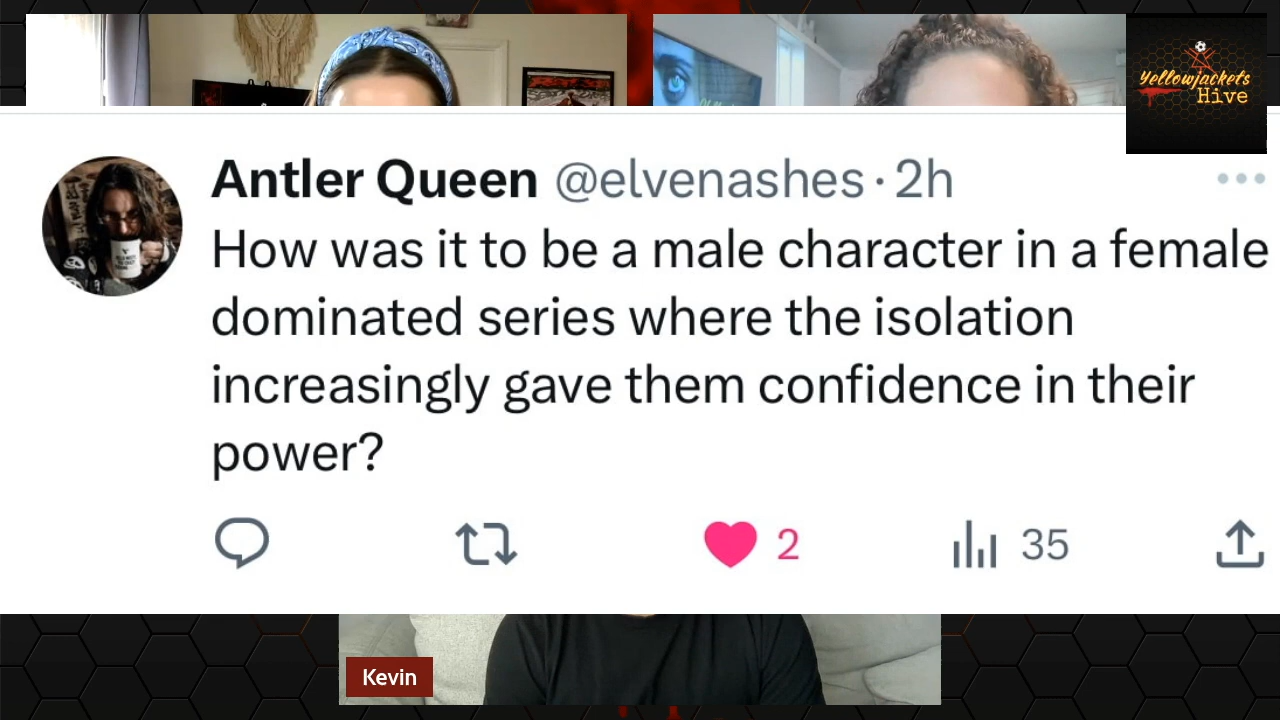 Yellowjackets
Hive
Antler Queen @elvenashes · 2h
How was it to be a male character in a female
dominated series where the isolation
increasingly gave them confidence in their
power?
2
35
Kevin